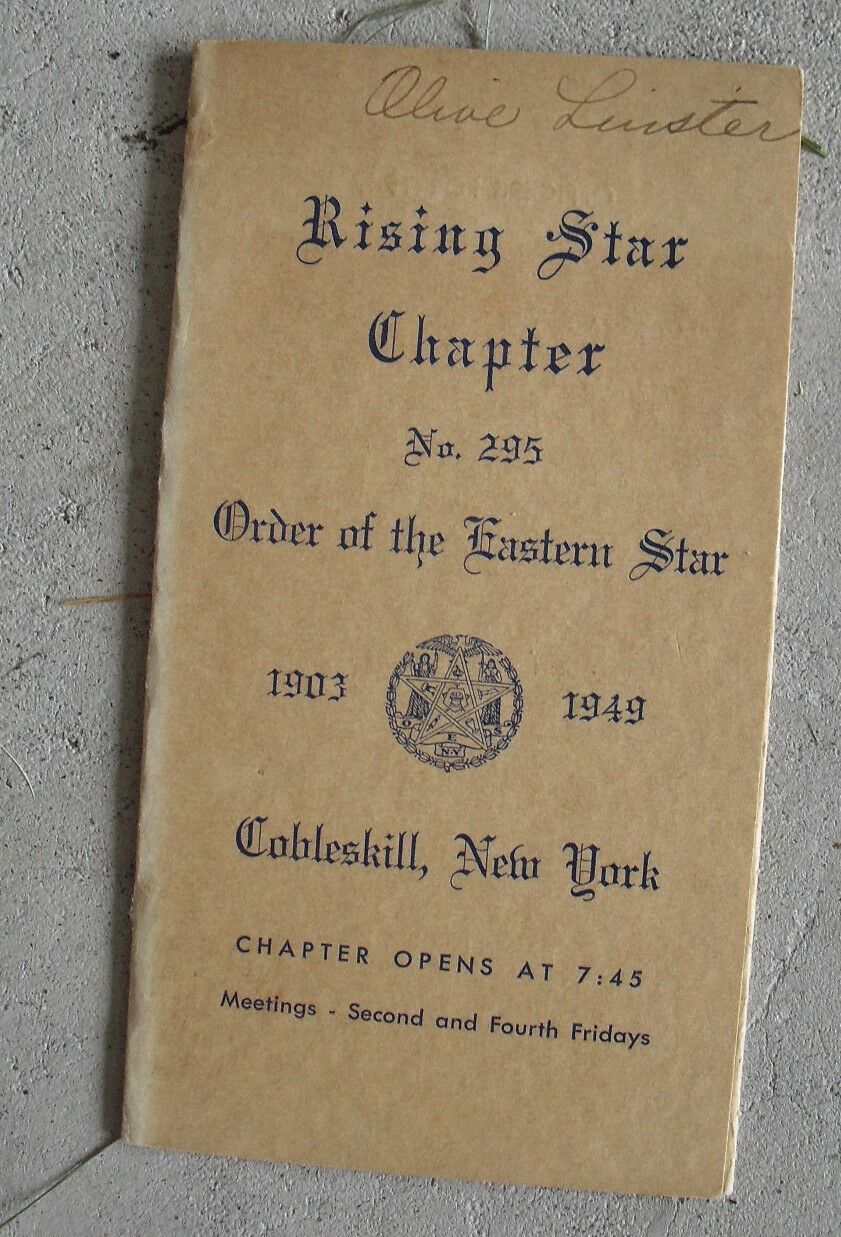 Olive Linster
Rising Star
Chapter
No. 295
Order of the Eastern Star
1903 1949
O E S
N.Y.
Cobleskill, New York
CHAPTER OPENS AT 7:45
Meetings - Second and Fourth Fridays